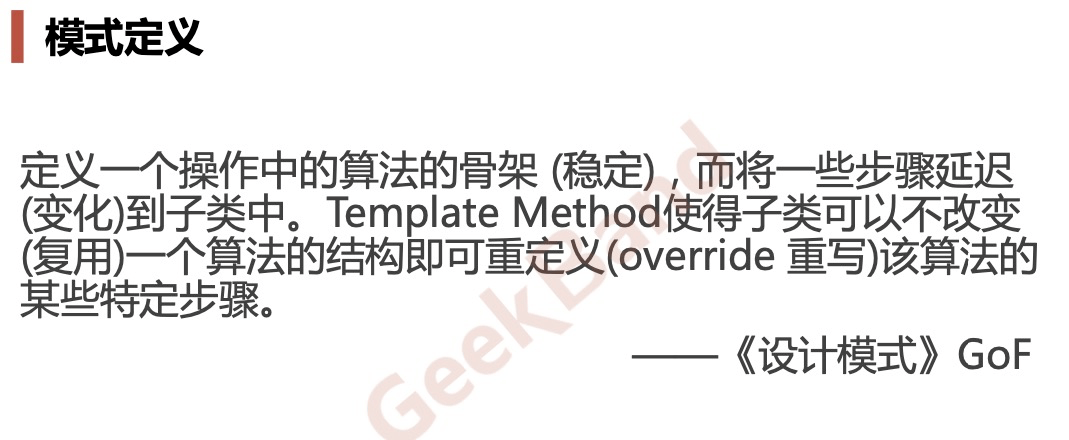 模式定义
定义一个操作中的算法的骨架 (稳定)，而将一些步骤延迟
(变化)到子类中。Template Method使得子类可以不改变
(复用)一个算法的结构即可重定义(override 重写)该算法的
某些特定步骤。
——《设计模式》GoF
GeekBand